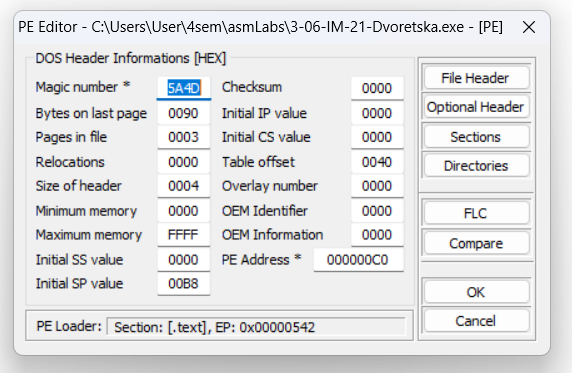 PE Editor - C:\Users\User\4sem\asmLabs\3-06-IM-21-Dvoretska.exe - [PE]
DOS Header Informations [HEX]
Magic number * 5A4D
Bytes on last page 0090
Pages in file 0003
Relocations 0000
Size of header 0004
Minimum memory 0000
Maximum memory FFFF
Initial SS value 0000
Initial SP value 00B8
Checksum 0000
Initial IP value 0000
Initial CS value 0000
Table offset 0040
Overlay number 0000
OEM Identifier 0000
OEM Information 0000
PE Address * 000000C0
File Header
Optional Header
Sections
Directories
FLC
Compare
OK
Cancel
PE Loader: Section: [.text], EP: 0x00000542